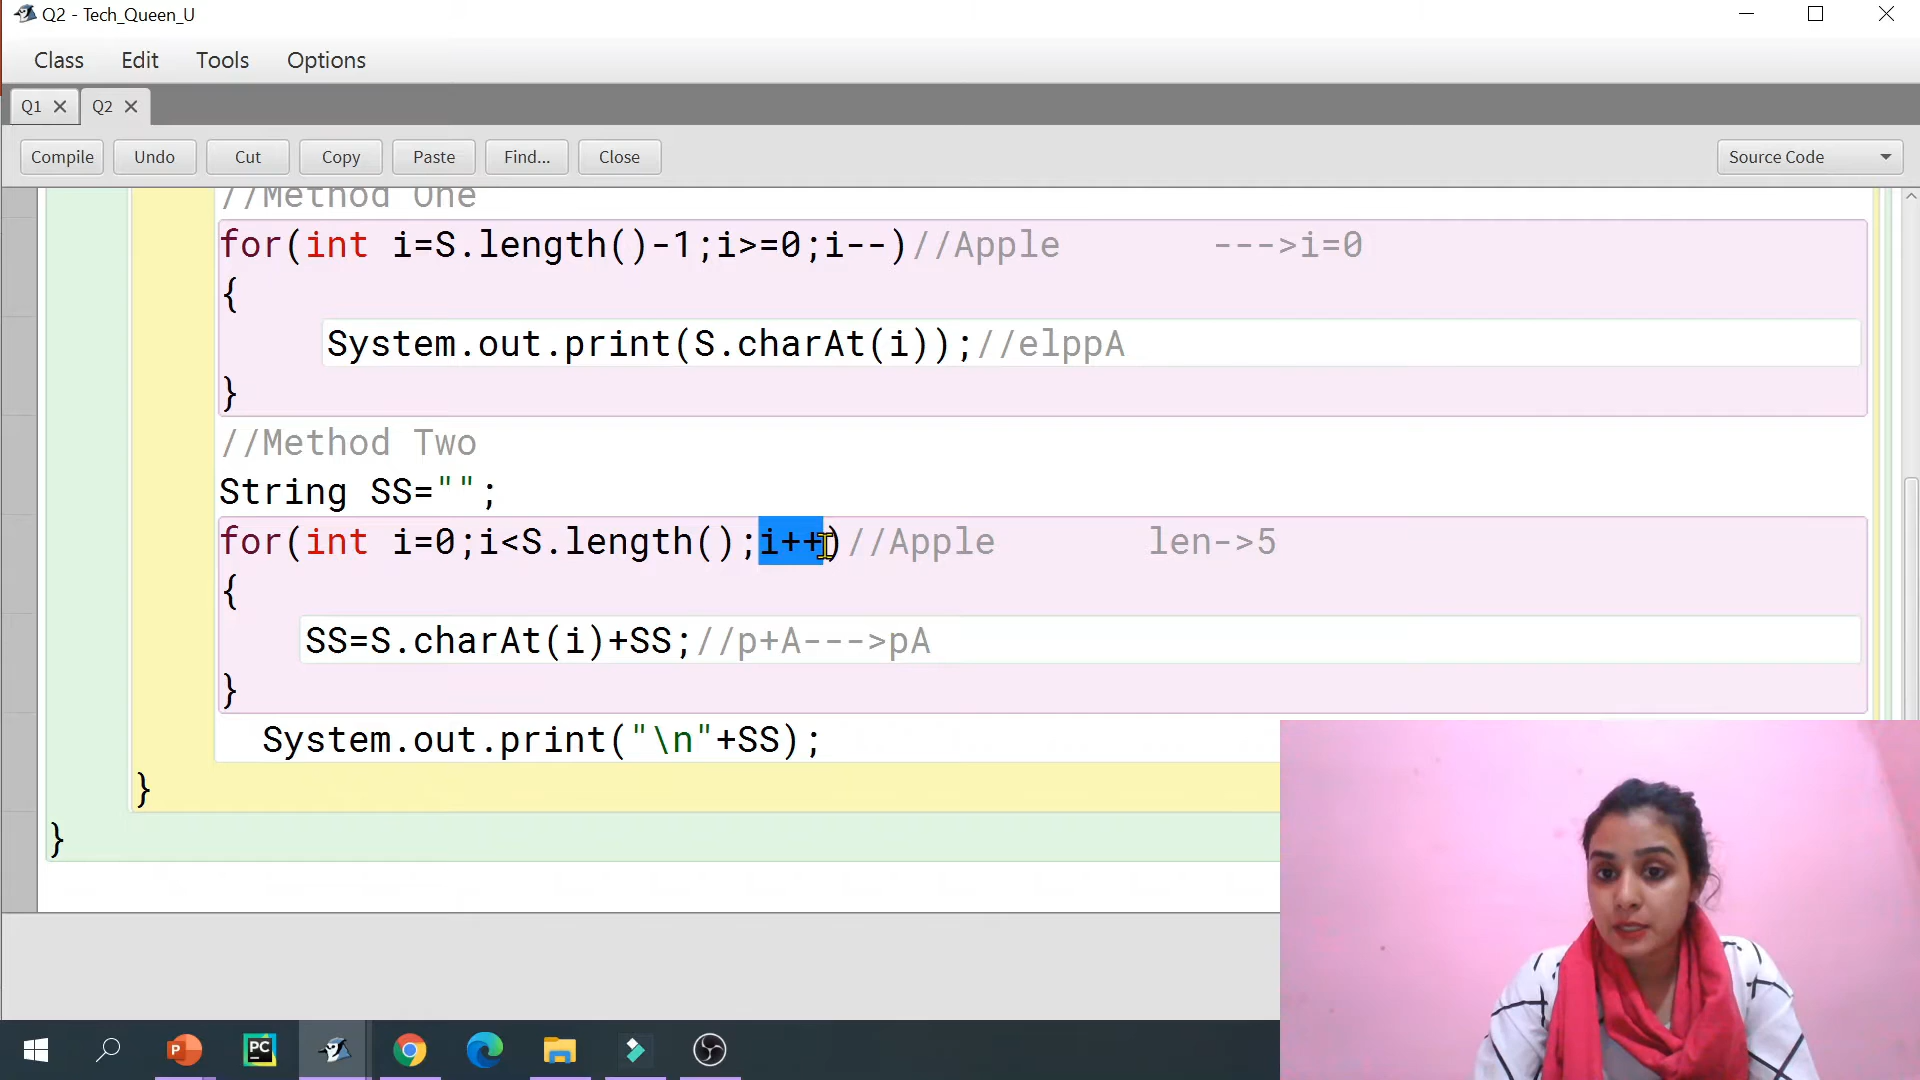 Q2 - Tech_Queen_U
Class Edit Tools Options
Q1 Q2
Compile Undo Cut Copy Paste Find... Close Source Code
//Method One
for(int i=S.length()-1;i>=0;i--)//Apple --->i=0
{
System.out.print(S.charAt(i));//elppA
}
//Method Two
String SS="";
for(int i=0;i<S.length();i++)//Apple len->5
{
SS=S.charAt(i)+SS;//p+A--->pA
}
System.out.print("\n"+SS);
}
}
P PC